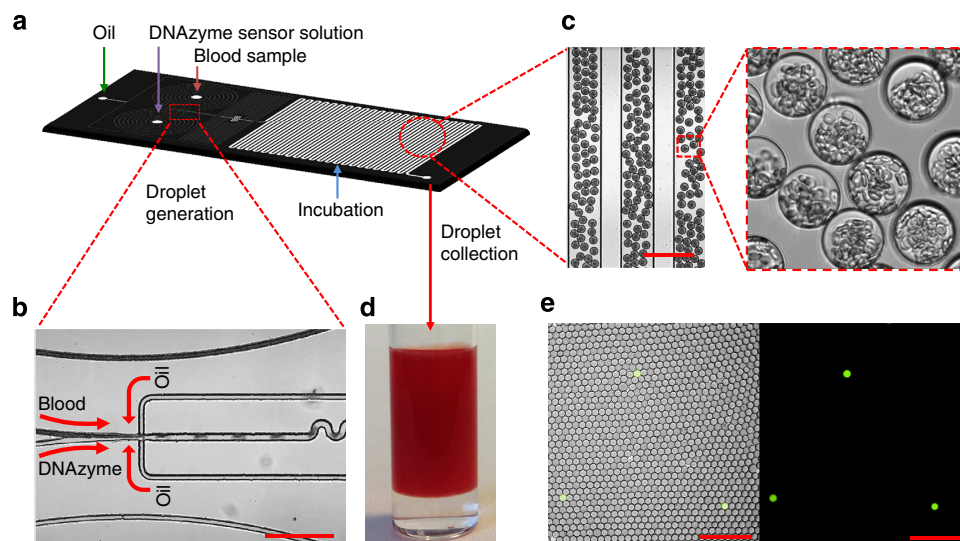 a
Oil
DNAzyme sensor solution
Blood sample
Droplet
generation
Incubation
Droplet
collection
c
b
Oil
Blood
DNAzyme
Oil
d
e